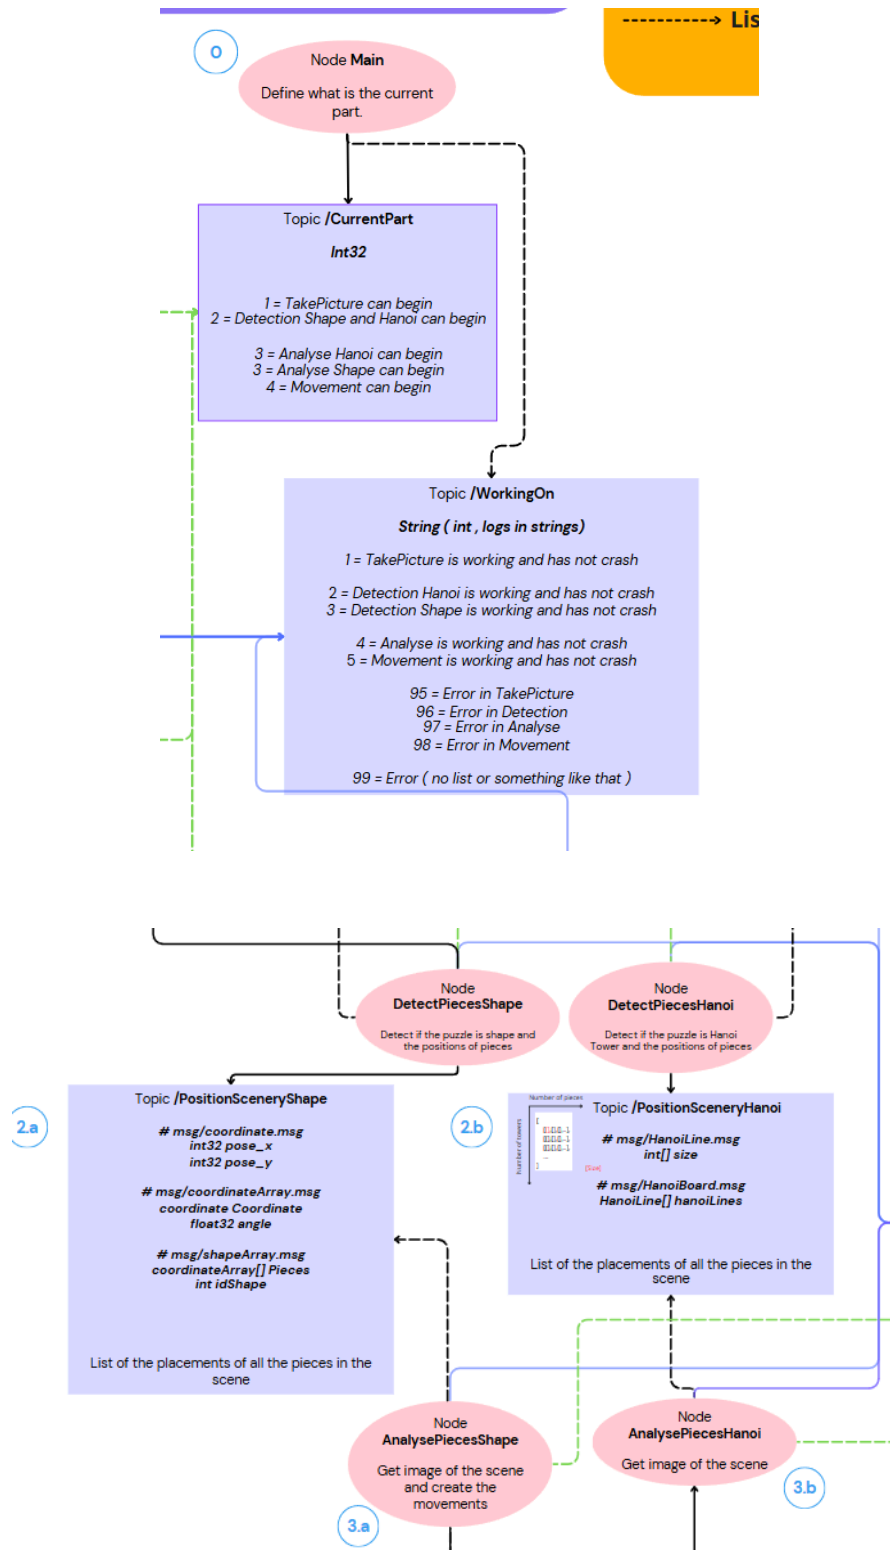 Lis
0
Node Main
Define what is the current
part.
Topic /CurrentPart
Int32
1 = TakePicture can begin
2 = Detection Shape and Hanoi can begin
3 = Analyse Hanoi can begin
3 = Analyse Shape can begin
4 = Movement can begin
Topic /WorkingOn
String ( int , logs in strings)
1 = TakePicture is working and has not crash
2 = Detection Hanoi is working and has not crash
3 = Detection Shape is working and has not crash
4 = Analyse is working and has not crash
5 = Movement is working and has not crash
95 = Error in TakePicture
96 = Error in Detection
97 = Error in Analyse
98 = Error in Movement
99 = Error ( no list or something like that )
Node
DetectPiecesShape
Detect if the puzzle is shape and
the positions of pieces
Node
DetectPiecesHanoi
Detect if the puzzle is Hanoi
Tower and the positions of pieces
2.a
Topic /PositionSceneryShape
# msg/coordinate.msg
int32 pose_x
int32 pose_y
# msg/coordinateArray.msg
coordinate Coordinate
float32 angle
# msg/shapeArray.msg
coordinateArray[] Pieces
int idShape
List of the placements of all the pieces in the
scene
2.b
Number of pieces
Number of towers
[
...
]
[Size]
Topic /PositionSceneryHanoi
# msg/HanoiLine.msg
int[] size
# msg/HanoiBoard.msg
HanoiLine[] hanoiLines
List of the placements of all the pieces in the
scene
Node
AnalysePiecesShape
Get image of the scene
and create the
movements
3.a
Node
AnalysePiecesHanoi
Get image of the scene
3.b